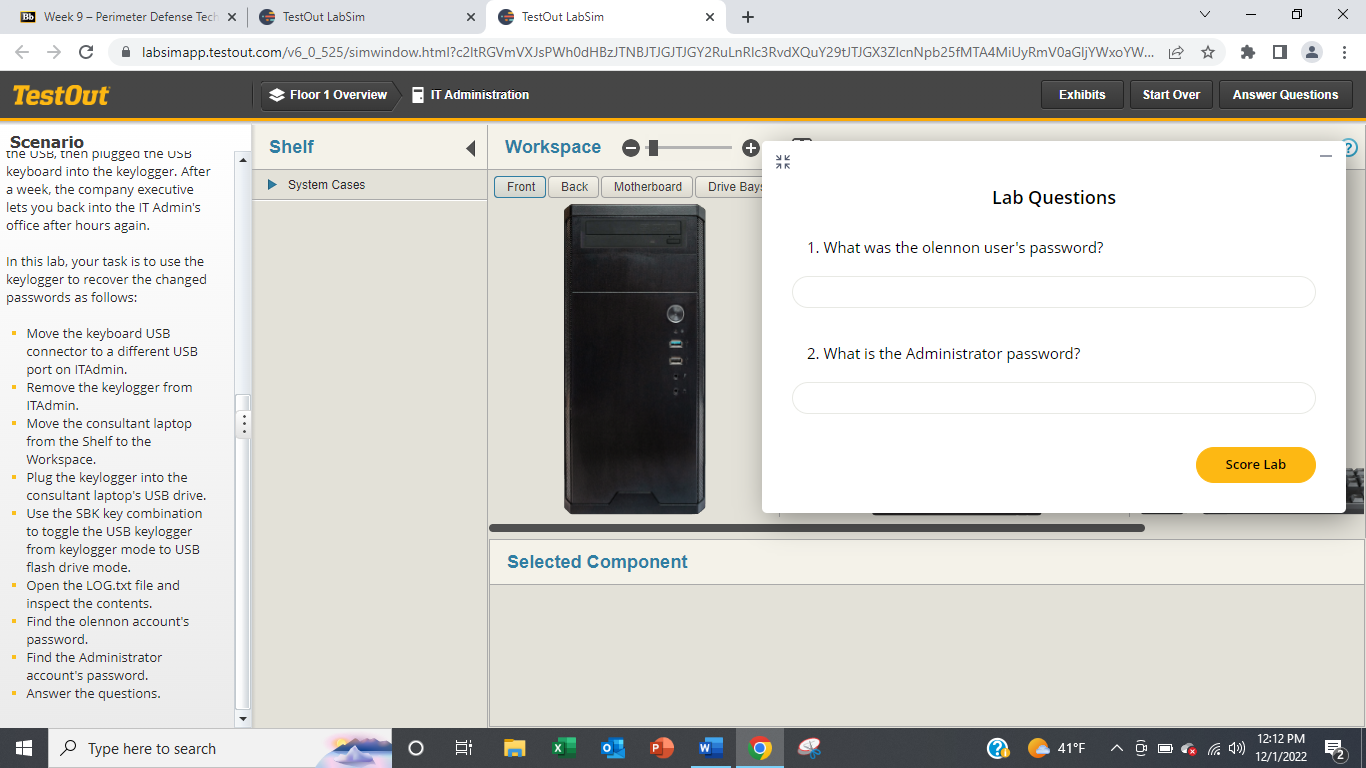 Week 9 – Perimeter Defense Tech
TestOut LabSim
TestOut LabSim
labsimapp.testout.com/v6_0_525/simwindow.html?
TestOut
Floor 1 Overview
IT Administration
Exhibits
Start Over
Answer Questions
Scenario
the USB, then plugged the USB
keyboard into the keylogger. After
a week, the company executive
lets you back into the IT Admin's
office after hours again.
In this lab, your task is to use the
keylogger to recover the changed
passwords as follows:
Move the keyboard USB
connector to a different USB
port on ITAdmin.
Remove the keylogger from
ITAdmin.
Move the consultant laptop
from the Shelf to the
Workspace.
Plug the keylogger into the
consultant laptop's USB drive.
Use the SBK key combination
to toggle the USB keylogger
from keylogger mode to USB
flash drive mode.
Open the LOG.txt file and
inspect the contents.
Find the olennon account's
password.
Find the Administrator
account's password.
Answer the questions.
Shelf
System Cases
Workspace
Front
Back
Motherboard
Drive Bays
Lab Questions
1. What was the olennon user's password?
2. What is the Administrator password?
Score Lab
Selected Component
Type here to search
41°F
12:12 PM
12/1/2022
2